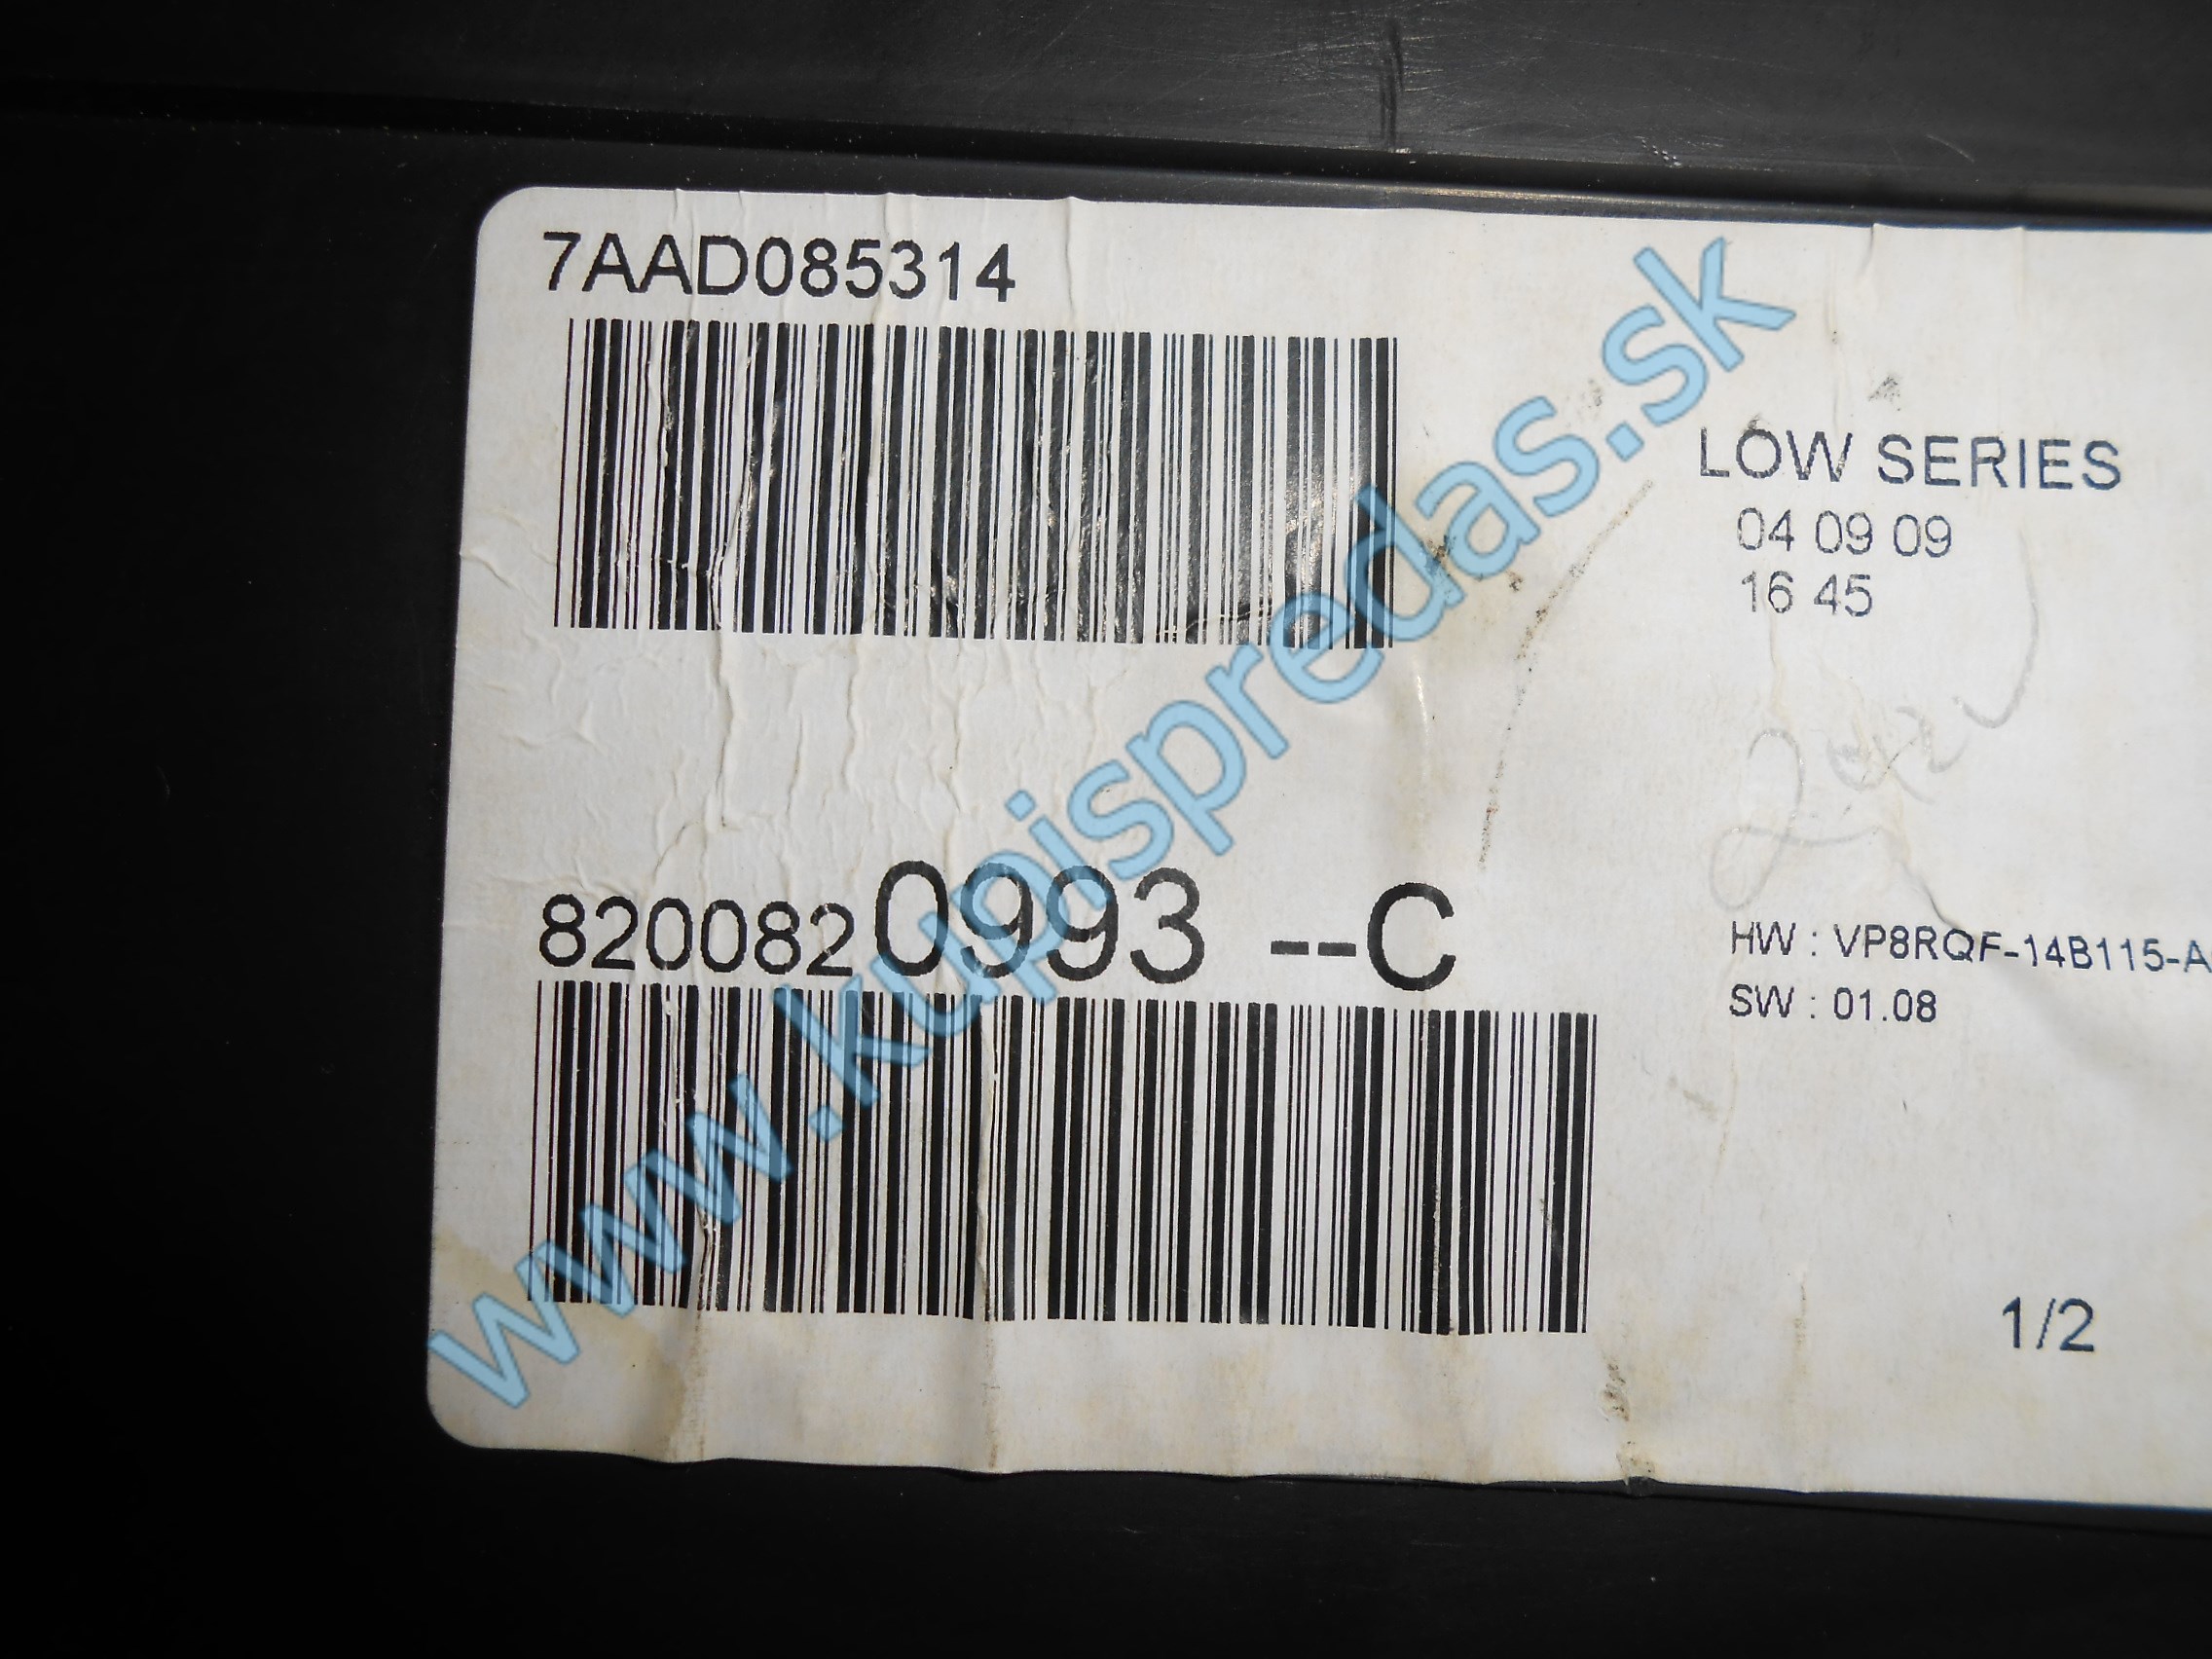 7AAD085314
LOW SERIES
04 09 09
16 45
8200820993 --C
HW : VP8RQF-14B115-A
SW : 01.08
1/2
www.kupispredas.sk